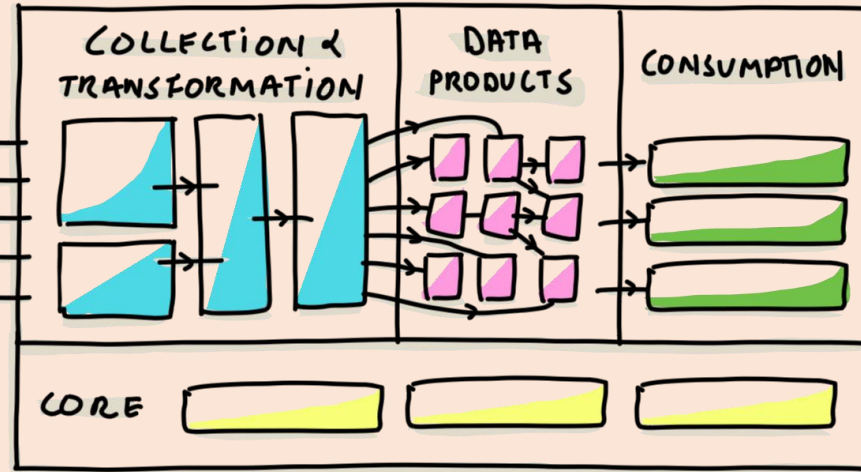 COLLECTION &
TRANSFORMATION
DATA
PRODUCTS
CONSUMPTION
CORE